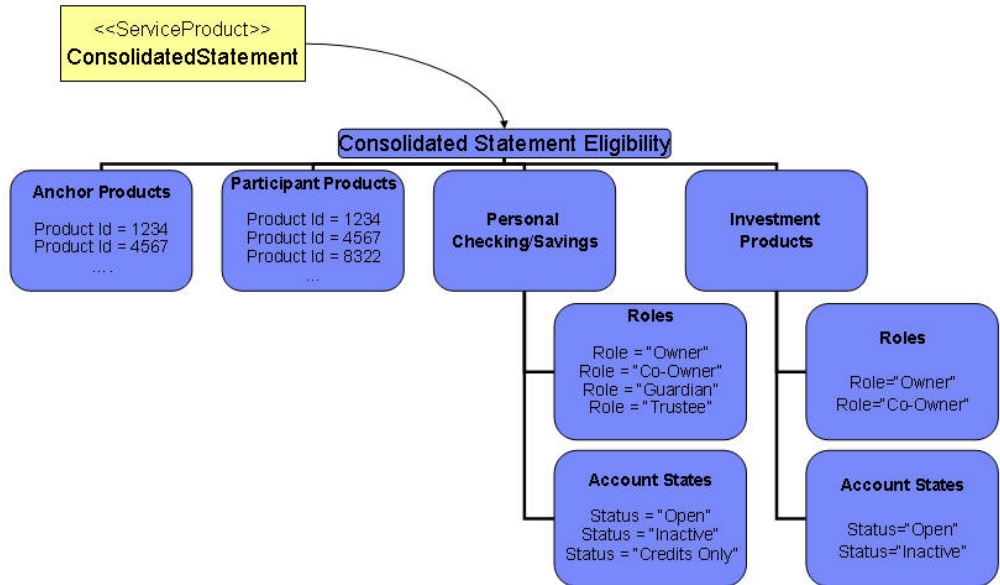 <<ServiceProduct>>
ConsolidatedStatement
Consolidated Statement Eligibility
Anchor Products
Product Id = 1234
Product Id = 4567
....
Participant Products
Product Id = 1234
Product Id = 4567
Product Id = 8322
...
Personal
Checking/Savings
Investment
Products
Roles
Role = "Owner"
Role = "Co-Owner"
Role = "Guardian"
Role = "Trustee"
Roles
Role="Owner"
Role="Co-Owner"
Account States
Status = "Open"
Status = "Inactive"
Status = "Credits Only"
Account States
Status="Open"
Status="Inactive"